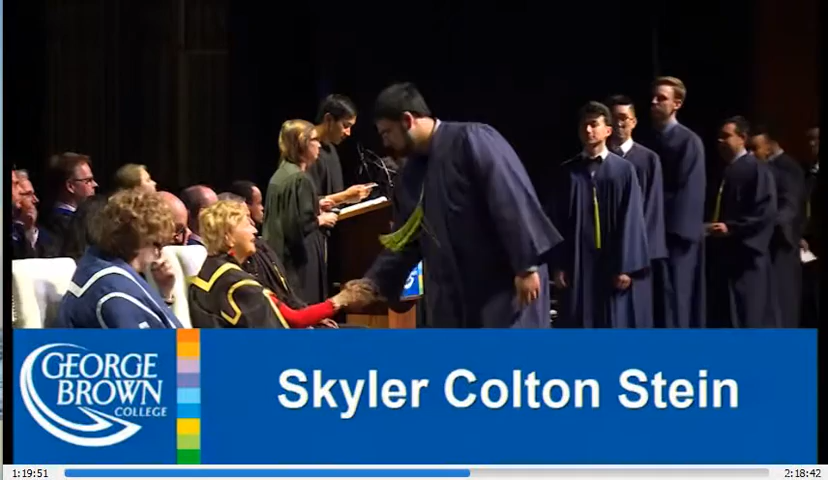 GEORGE
BROWN
COLLEGE
Skyler Colton Stein
1:19:51
2:18:42